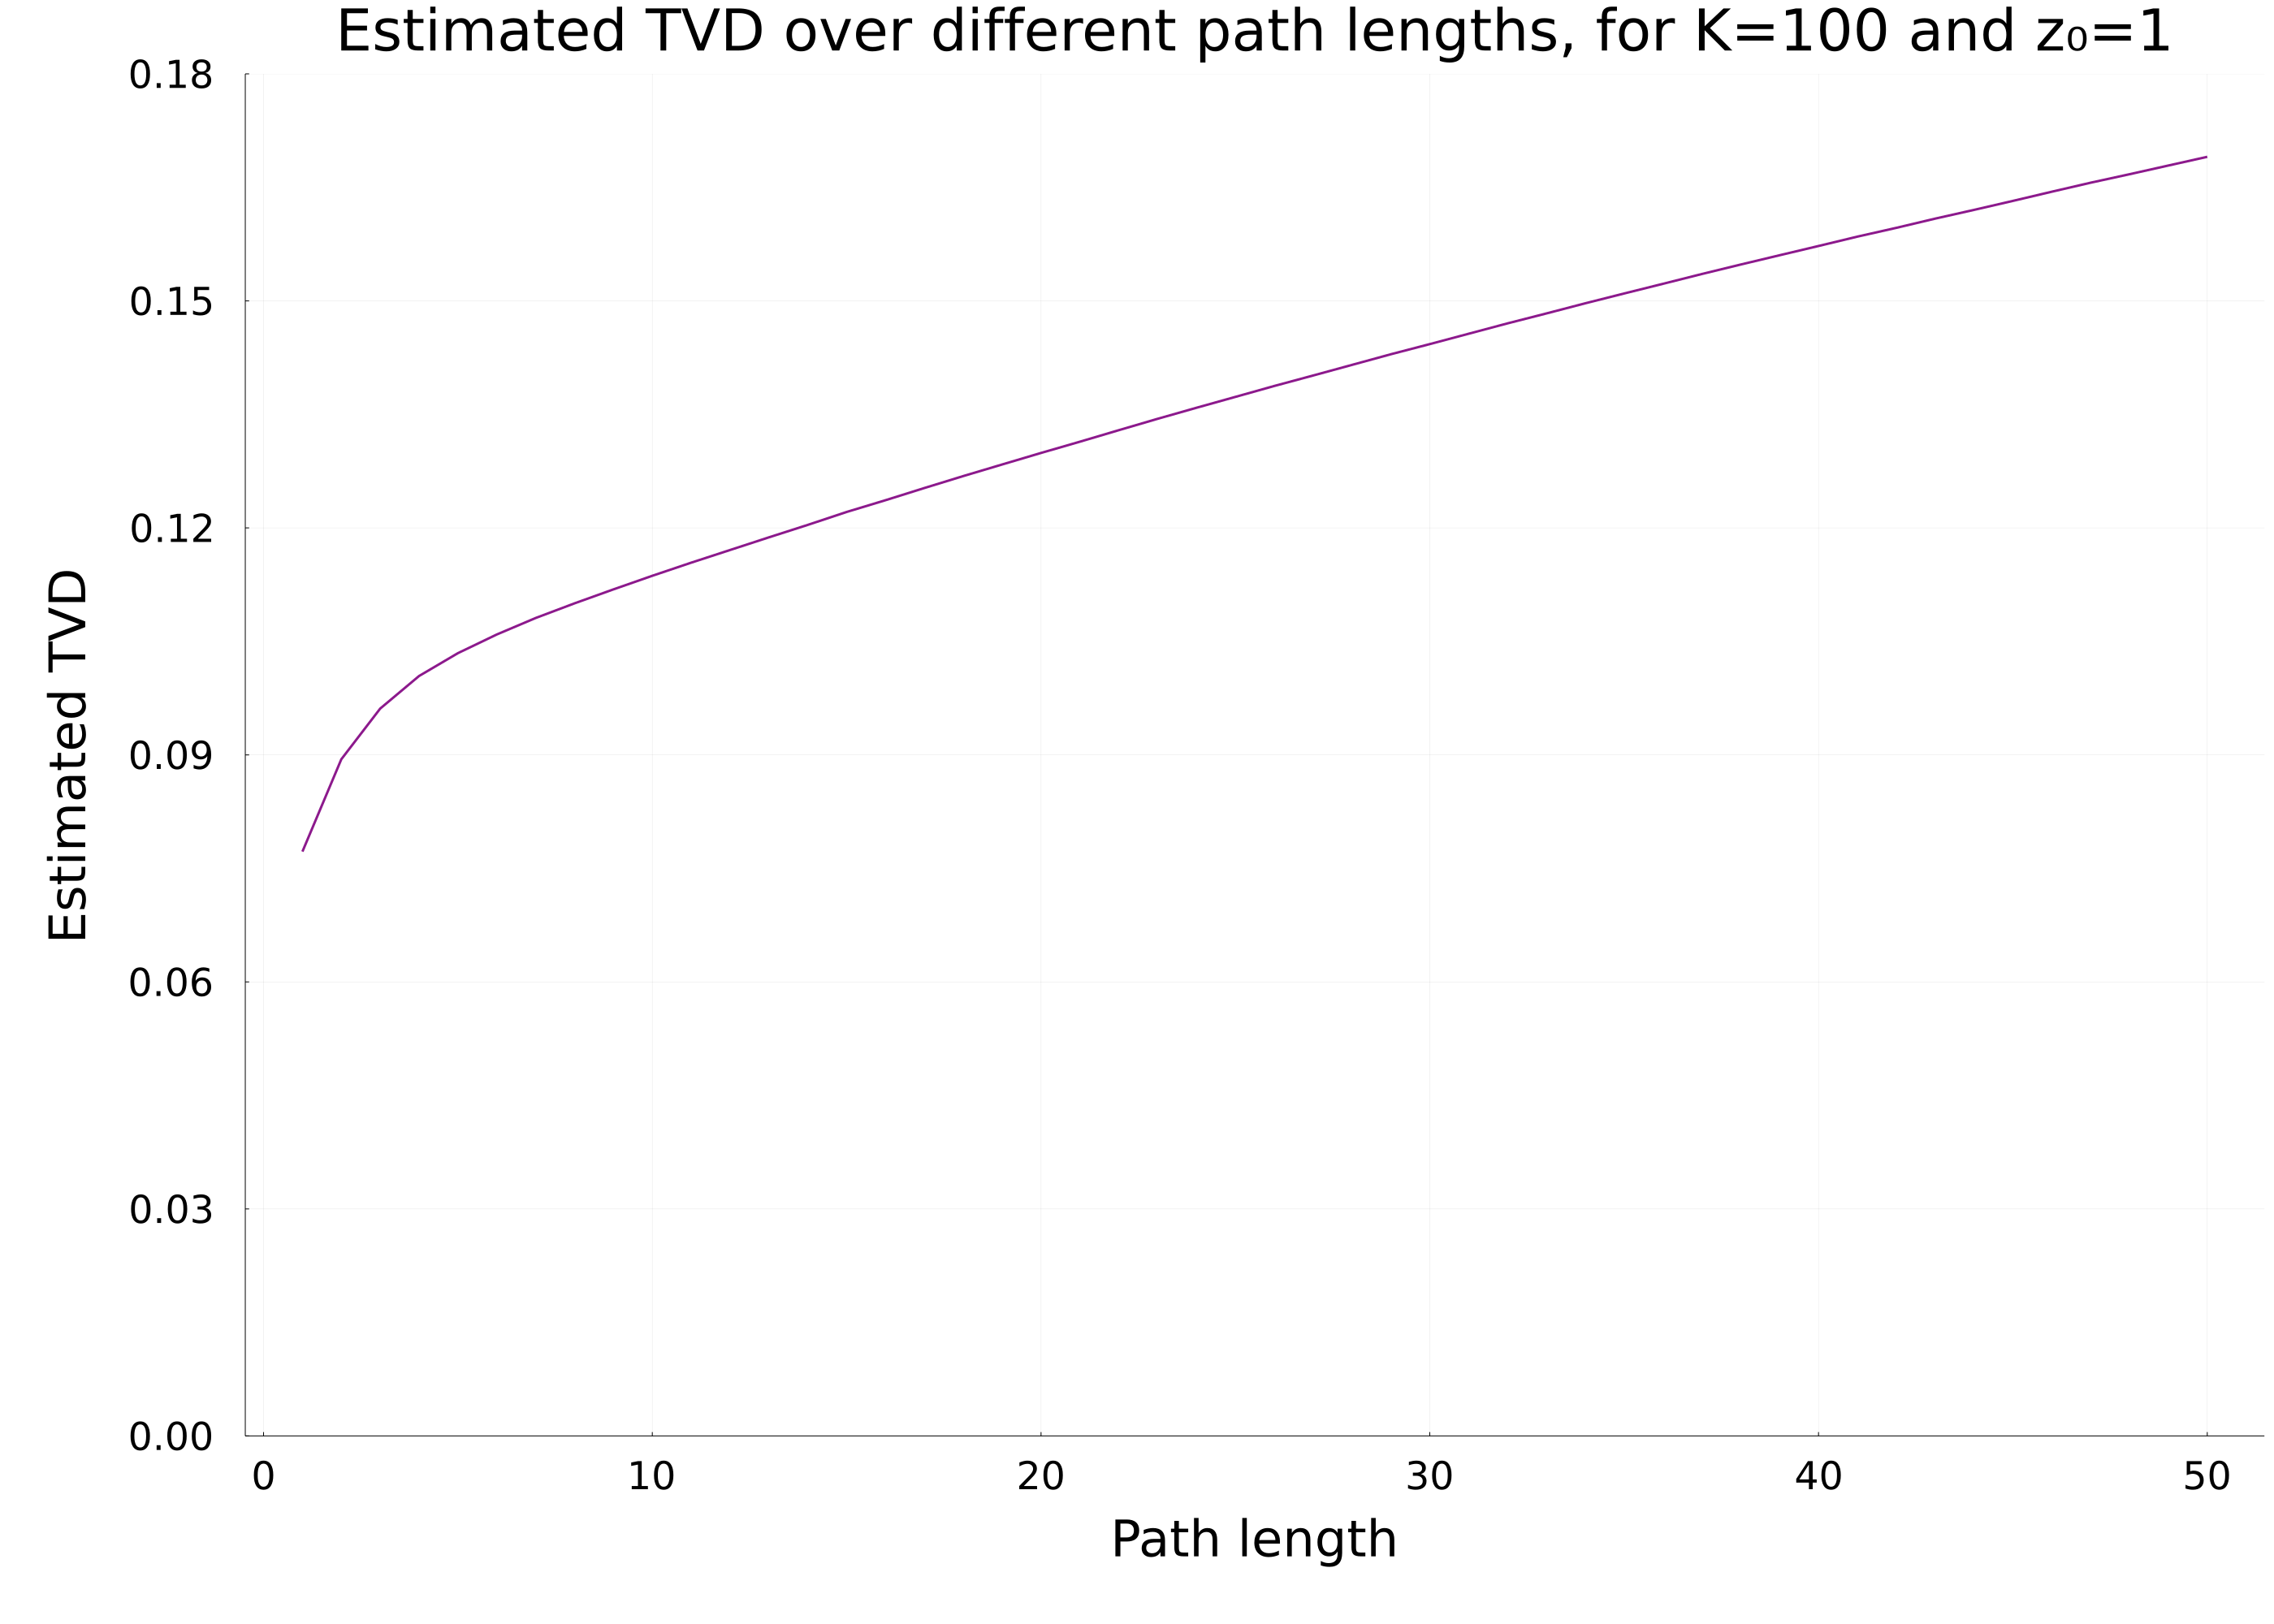 Estimated TVD over different path lengths, for K=100 and z₀=1
0.18
0.15
0.12
0.09
0.06
0.03
0.00
Estimated TVD
0 10 20 30 40 50
Path length